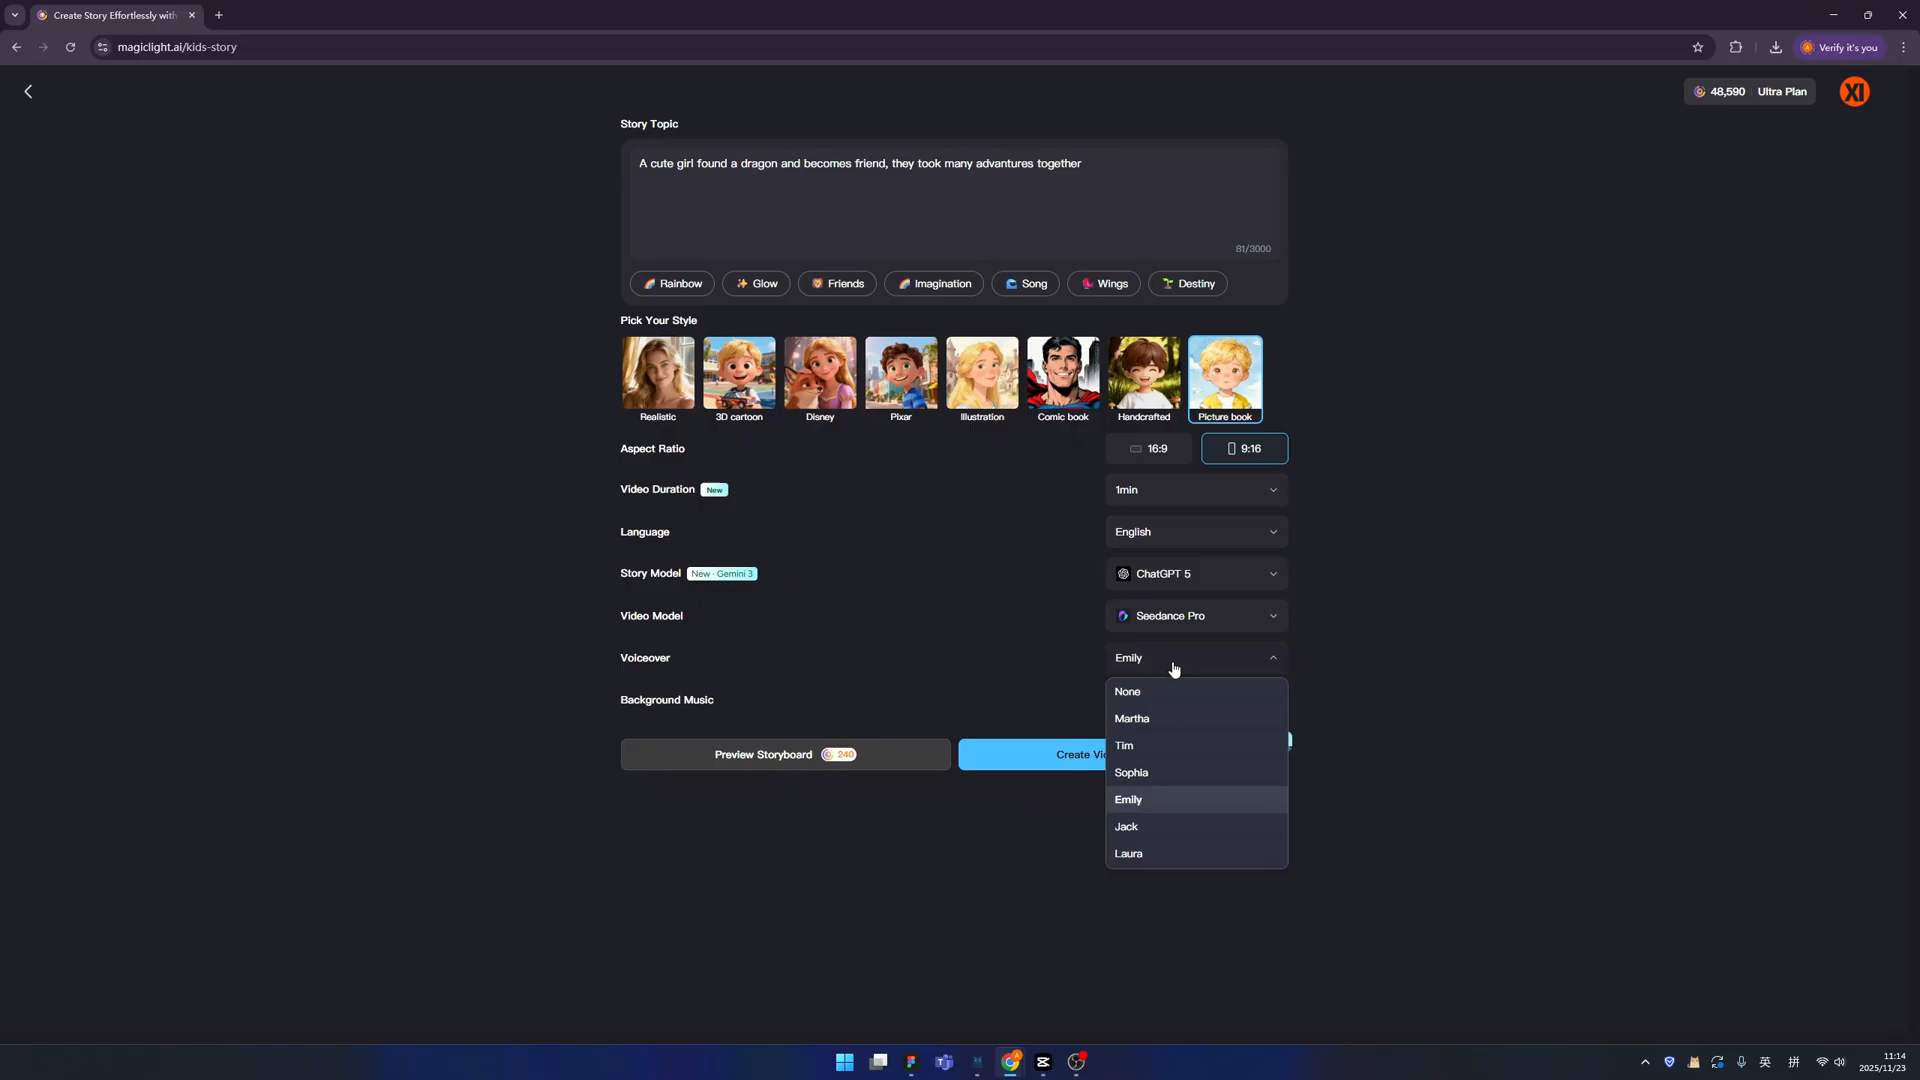 Create Story Effortlessly with
magiclight.ai/kids-story
Verify it's you
48,590
Ultra Plan
XI
Story Topic
A cute girl found a dragon and becomes friend, they took many advantures together
81/3000
Rainbow
Glow
Friends
Imagination
Song
Wings
Destiny
Pick Your Style
Realistic
3D cartoon
Disney
Pixar
Illustration
Comic book
Handcrafted
Picture book
Aspect Ratio
16:9
9:16
Video Duration
New
1min
Language
English
Story Model
New · Gemini 3
ChatGPT 5
Video Model
Seedance Pro
Voiceover
Emily
None
Martha
Tim
Sophia
Emily
Jack
Laura
Background Music
Preview Storyboard
240
Create Vi
英
拼
11:14
2025/11/23